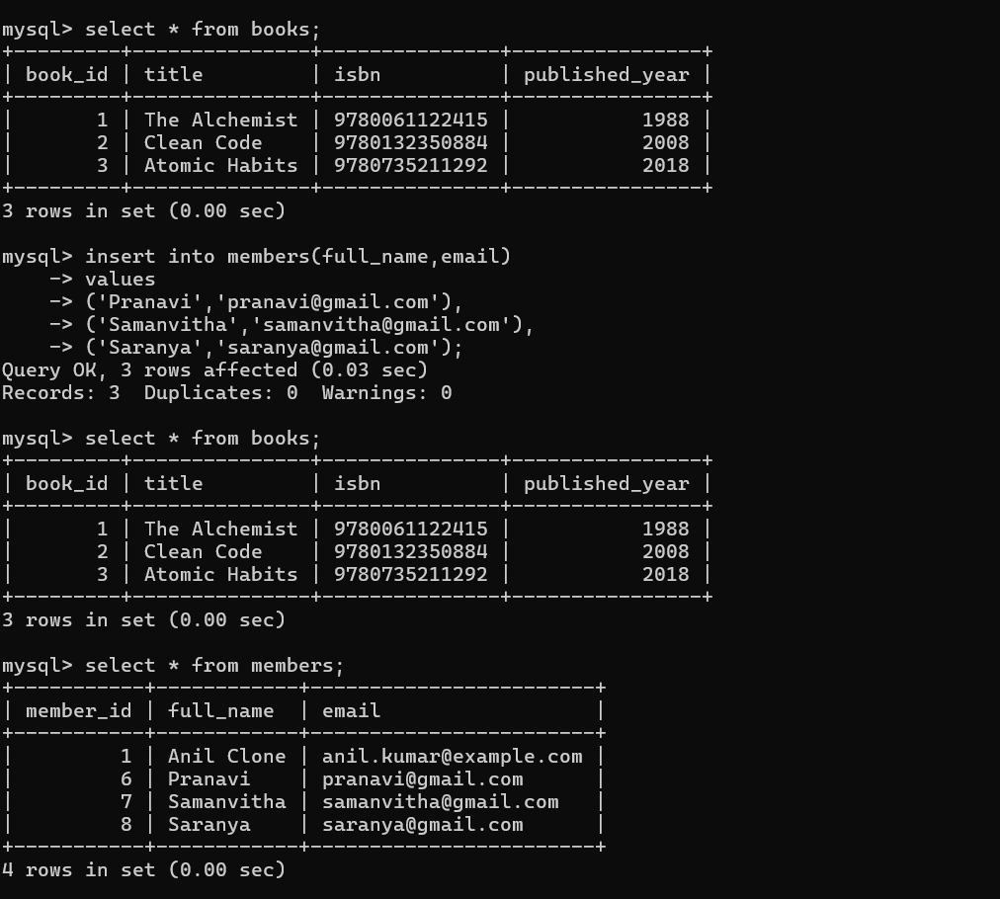 mysql> select * from books;
+---------+---------------+---------------+----------------+
| book_id | title         | isbn          | published_year |
+---------+---------------+---------------+----------------+
|       1 | The Alchemist | 9780061122415 |           1988 |
|       2 | Clean Code    | 9780132350884 |           2008 |
|       3 | Atomic Habits | 9780735211292 |           2018 |
+---------+---------------+---------------+----------------+
3 rows in set (0.00 sec)

mysql> insert into members(full_name,email)
    -> values
    -> ('Pranavi','pranavi@gmail.com'),
    -> ('Samanvitha','samanvitha@gmail.com'),
    -> ('Saranya','saranya@gmail.com');
Query OK, 3 rows affected (0.03 sec)
Records: 3  Duplicates: 0  Warnings: 0

mysql> select * from books;
+---------+---------------+---------------+----------------+
| book_id | title         | isbn          | published_year |
+---------+---------------+---------------+----------------+
|       1 | The Alchemist | 9780061122415 |           1988 |
|       2 | Clean Code    | 9780132350884 |           2008 |
|       3 | Atomic Habits | 9780735211292 |           2018 |
+---------+---------------+---------------+----------------+
3 rows in set (0.00 sec)

mysql> select * from members;
+-----------+------------+------------------------+
| member_id | full_name  | email                  |
+-----------+------------+------------------------+
|         1 | Anil Clone | anil.kumar@example.com |
|         6 | Pranavi    | pranavi@gmail.com      |
|         7 | Samanvitha | samanvitha@gmail.com   |
|         8 | Saranya    | saranya@gmail.com      |
+-----------+------------+------------------------+
4 rows in set (0.00 sec)